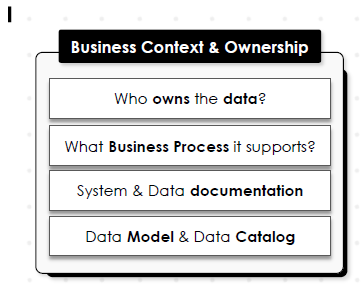 Business Context & Ownership
Who owns the data?
What Business Process it supports?
System & Data documentation
Data Model & Data Catalog